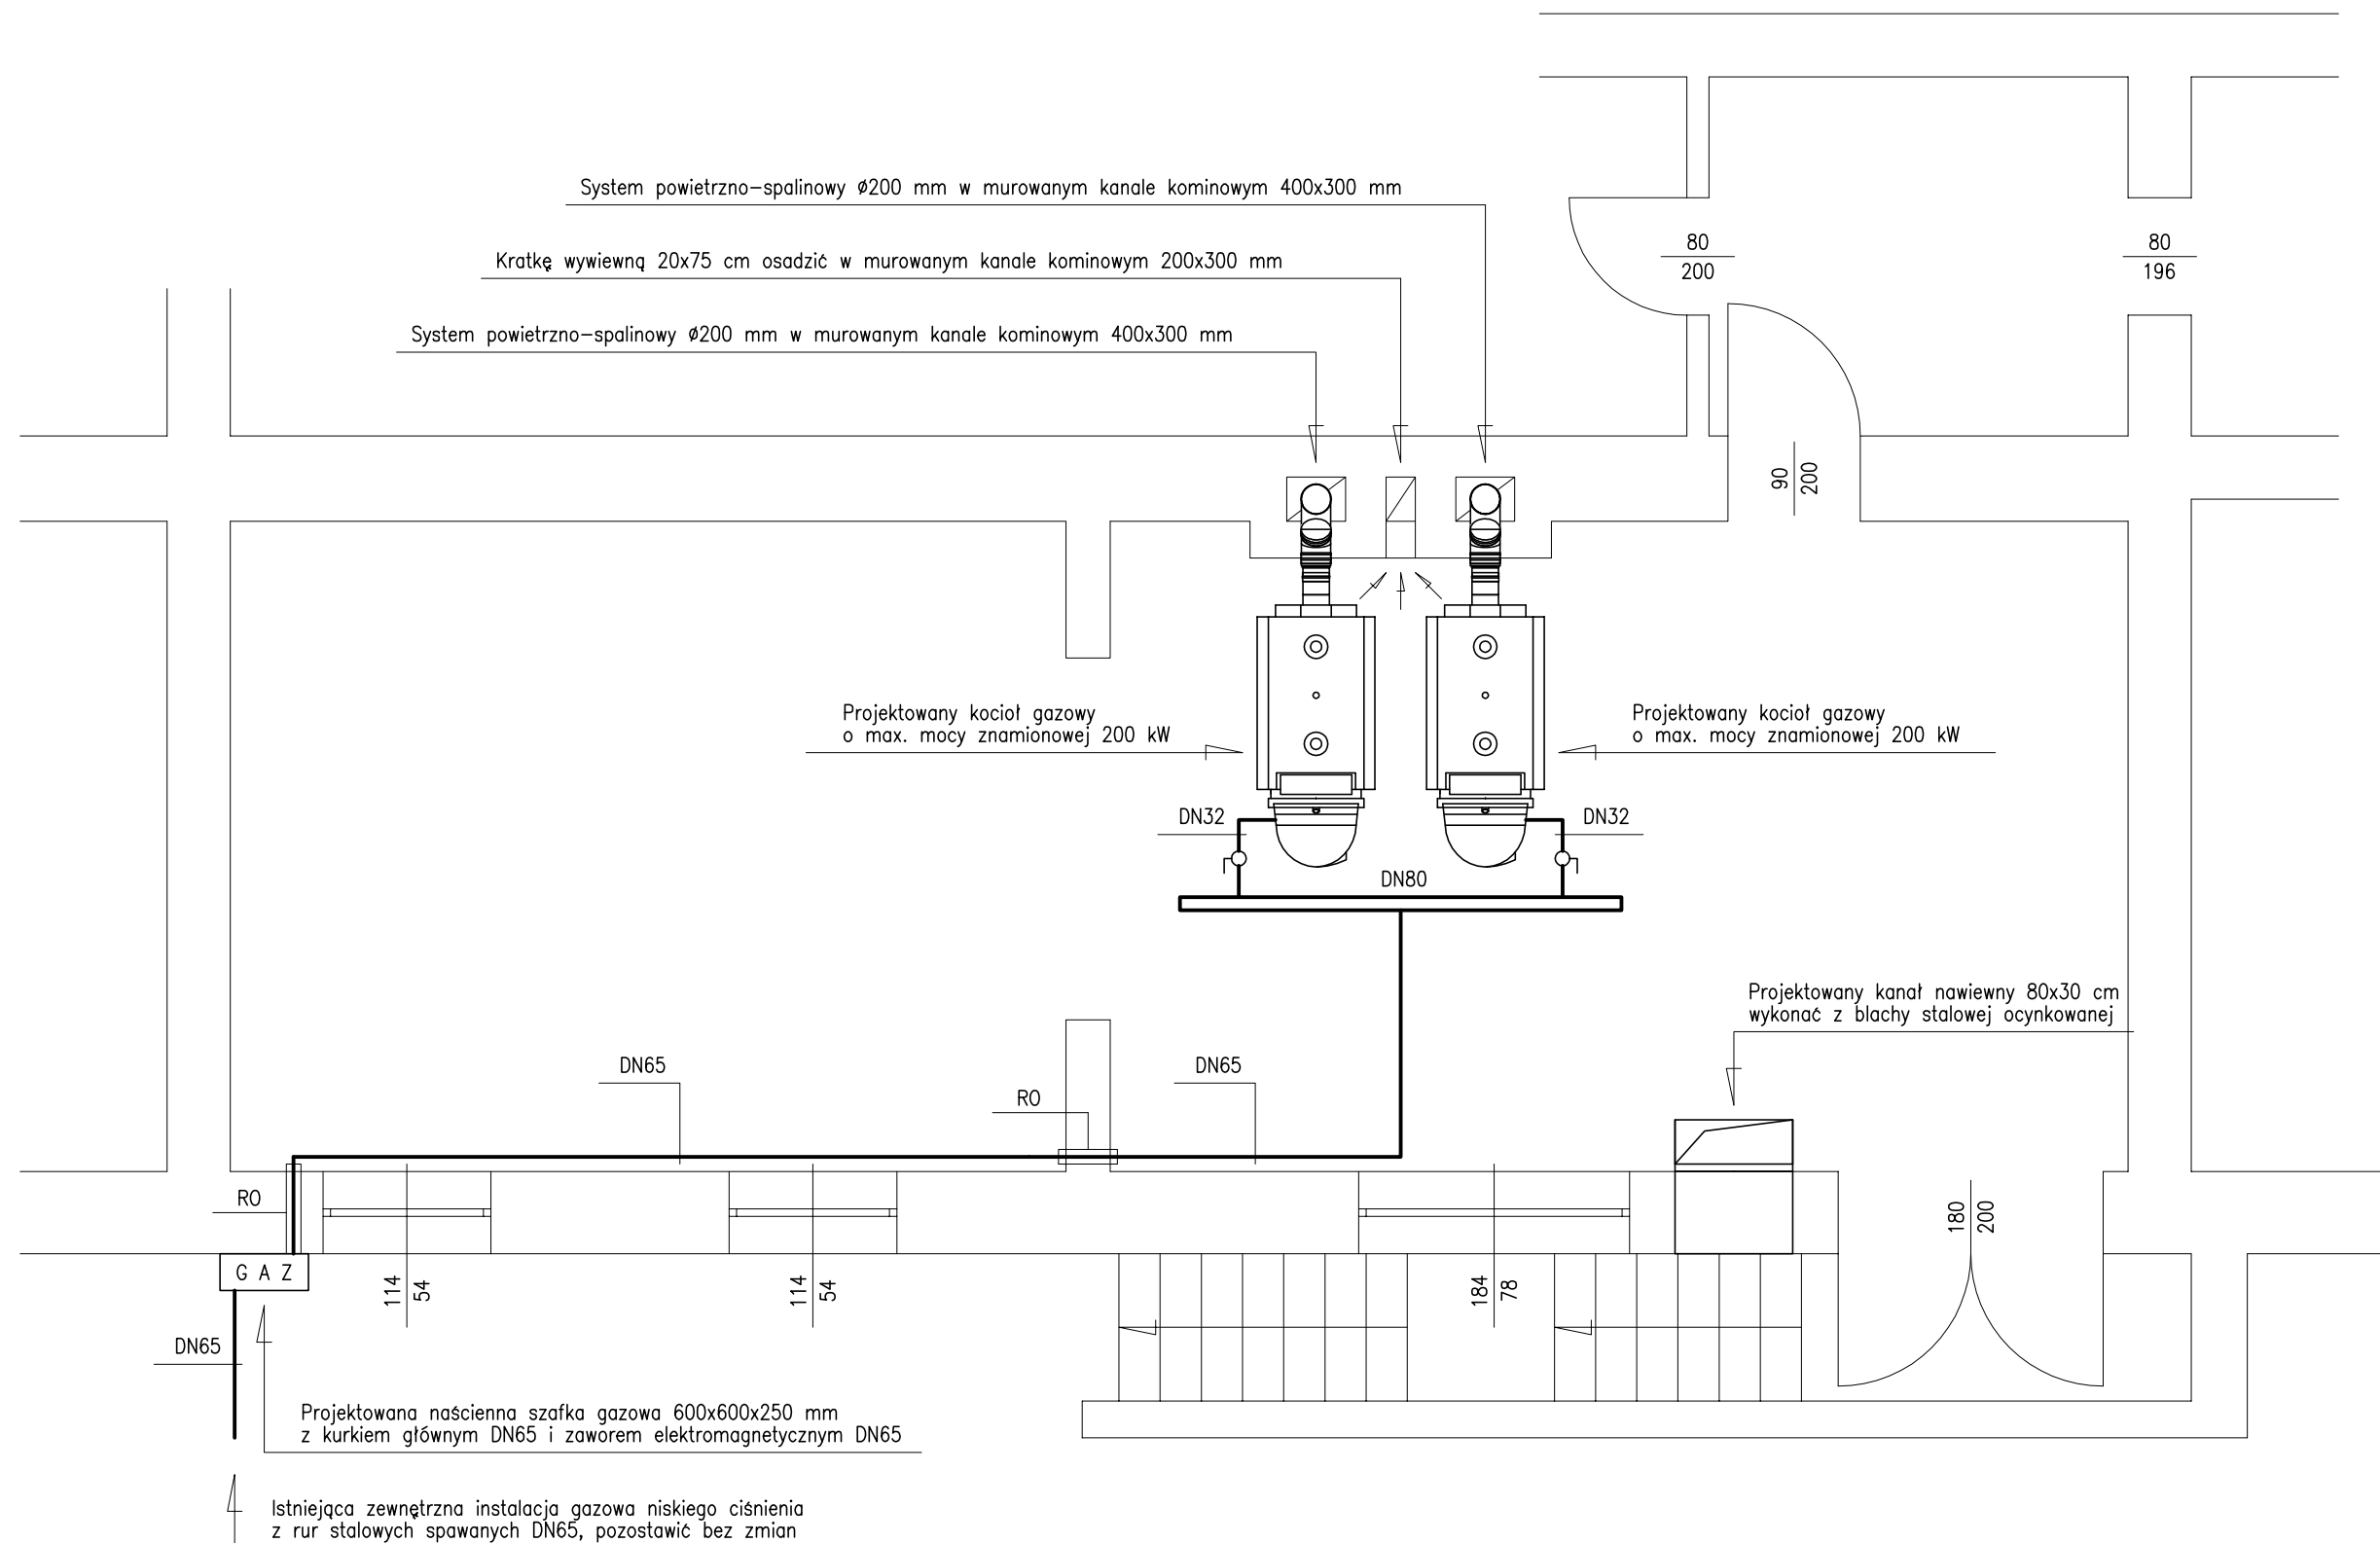 System powietrzno-spalinowy Ø200 mm w murowanym kanale kominowym 400x300 mm
Kratkę wywiewną 20x75 cm osadzić w murowanym kanale kominowym 200x300 mm
System powietrzno-spalinowy Ø200 mm w murowanym kanale kominowym 400x300 mm
80
200
80
196
90
200
Projektowany kocioł gazowy
o max. mocy znamionowej 200 kW
Projektowany kocioł gazowy
o max. mocy znamionowej 200 kW
DN32
DN32
DN80
Projektowany kanał nawiewny 80x30 cm
wykonać z blachy stalowej ocynkowanej
DN65
DN65
RO
RO
180
200
G A Z
114
54
114
54
184
78
DN65
Projektowana naścienna szafka gazowa 600x600x250 mm
z kurkiem głównym DN65 i zaworem elektromagnetycznym DN65
Istniejąca zewnętrzna instalacja gazowa niskiego ciśnienia
z rur stalowych spawanych DN65, pozostawić bez zmian